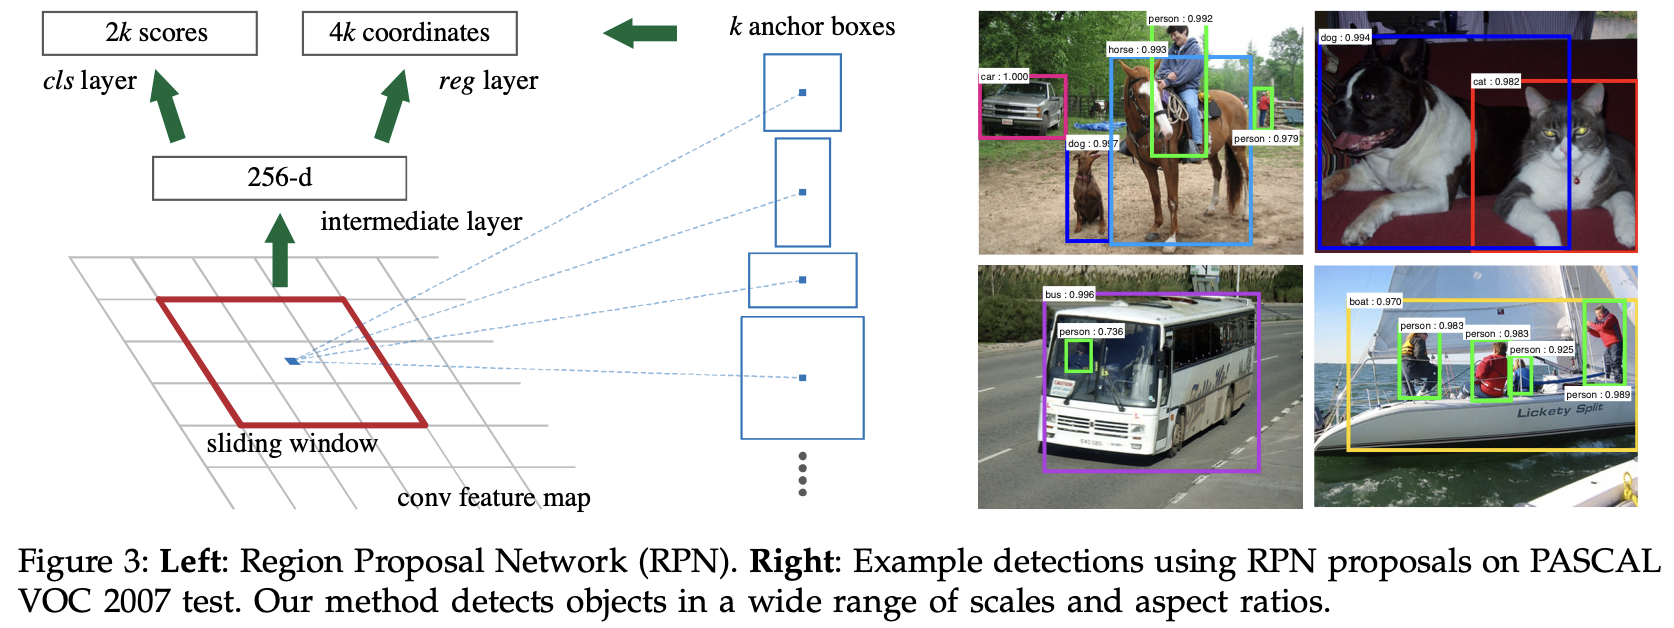 2k scores
4k coordinates
k anchor boxes
cls layer
reg layer
256-d
intermediate layer
sliding window
conv feature map
person : 0.992
horse : 0.993
car : 1.000
dog : 0.997
person : 0.979
dog : 0.994
cat : 0.982
bus : 0.996
person : 0.736
CAUTION
boat : 0.970
person : 0.983
person : 0.983
person : 0.925
person : 0.989
Lickety Split
Figure 3: Left: Region Proposal Network (RPN). Right: Example detections using RPN proposals on PASCAL
VOC 2007 test. Our method detects objects in a wide range of scales and aspect ratios.